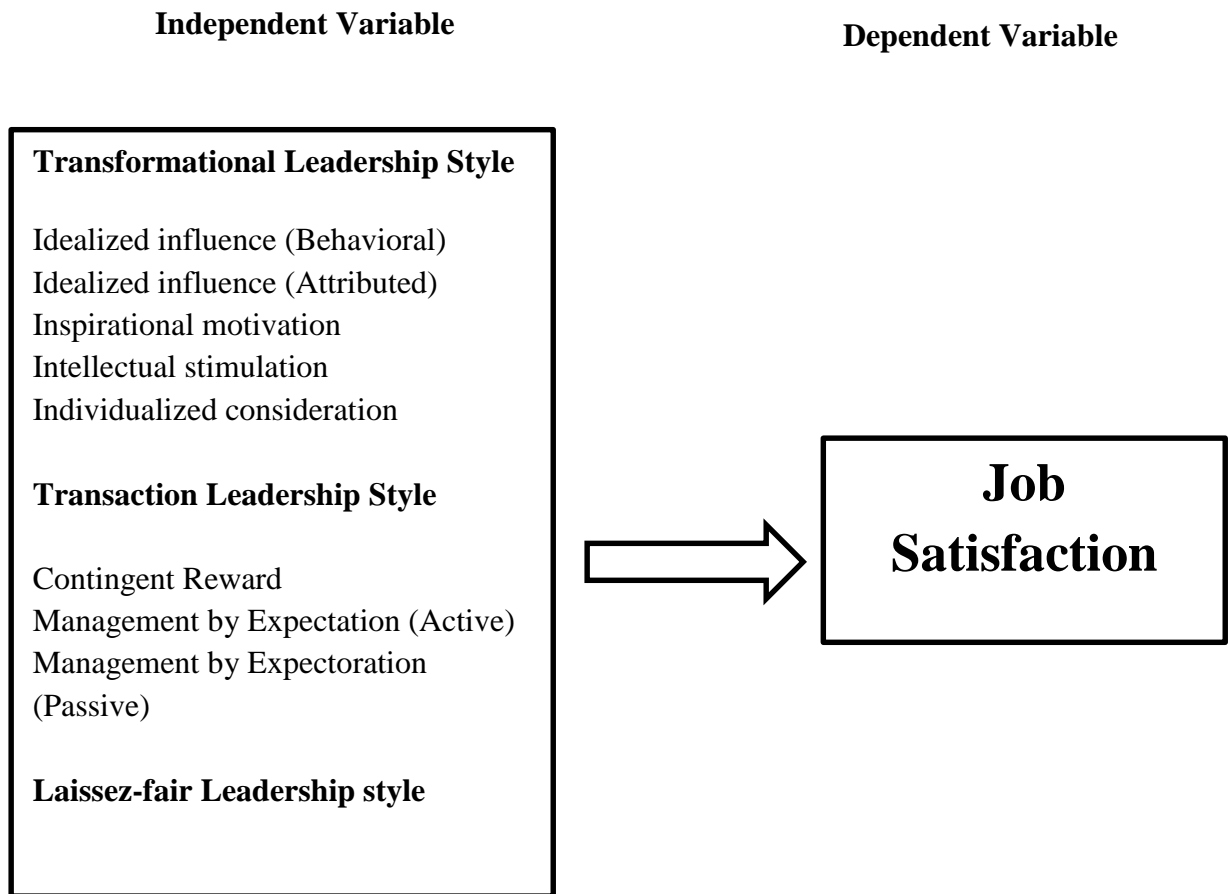 Independent Variable
Dependent Variable
Transformational Leadership Style
Idealized influence (Behavioral)
Idealized influence (Attributed)
Inspirational motivation
Intellectual stimulation
Individualized consideration
Transaction Leadership Style
Contingent Reward
Management by Expectation (Active)
Management by Expectoration
(Passive)
Laissez-fair Leadership style
Job
Satisfaction